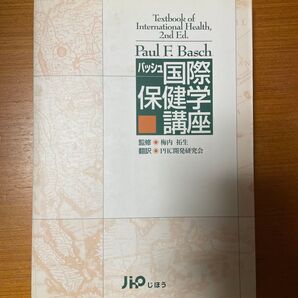 Textbook of
International Health,
2nd Ed.
Paul F. Basch
バッシュ国際
保健学
講座
監修 ● 梅内 拓生
翻訳 ● PHC開発研究会
JiHO じほう